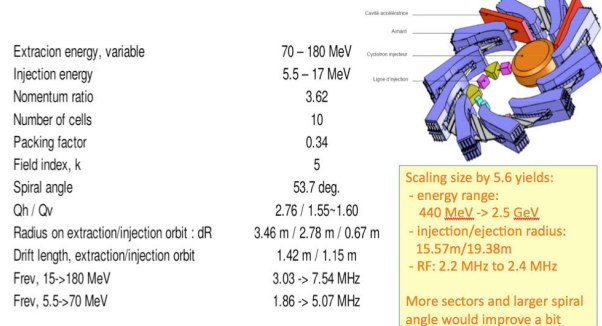 Cavité accélératrice
Aimant
Cyclotron injecteur
Ligne d'injection
Extracion energy, variable 70 – 180 MeV
Injection energy 5.5 – 17 MeV
Nomentum ratio 3.62
Number of cells 10
Packing factor 0.34
Field index, k 5
Spiral angle 53.7 deg.
Qh / Qv 2.76 / 1.55~1.60
Radius on extraction/injection orbit : dR 3.46 m / 2.78 m / 0.67 m
Drift length, extraction/injection orbit 1.42 m / 1.15 m
Frev, 15->180 MeV 3.03 -> 7.54 MHz
Frev, 5.5->70 MeV 1.86 -> 5.07 MHz
Scaling size by 5.6 yields:
- energy range:
440 MeV -> 2.5 GeV
- injection/ejection radius:
15.57m/19.38m
- RF: 2.2 MHz to 2.4 MHz
More sectors and larger spiral
angle would improve a bit